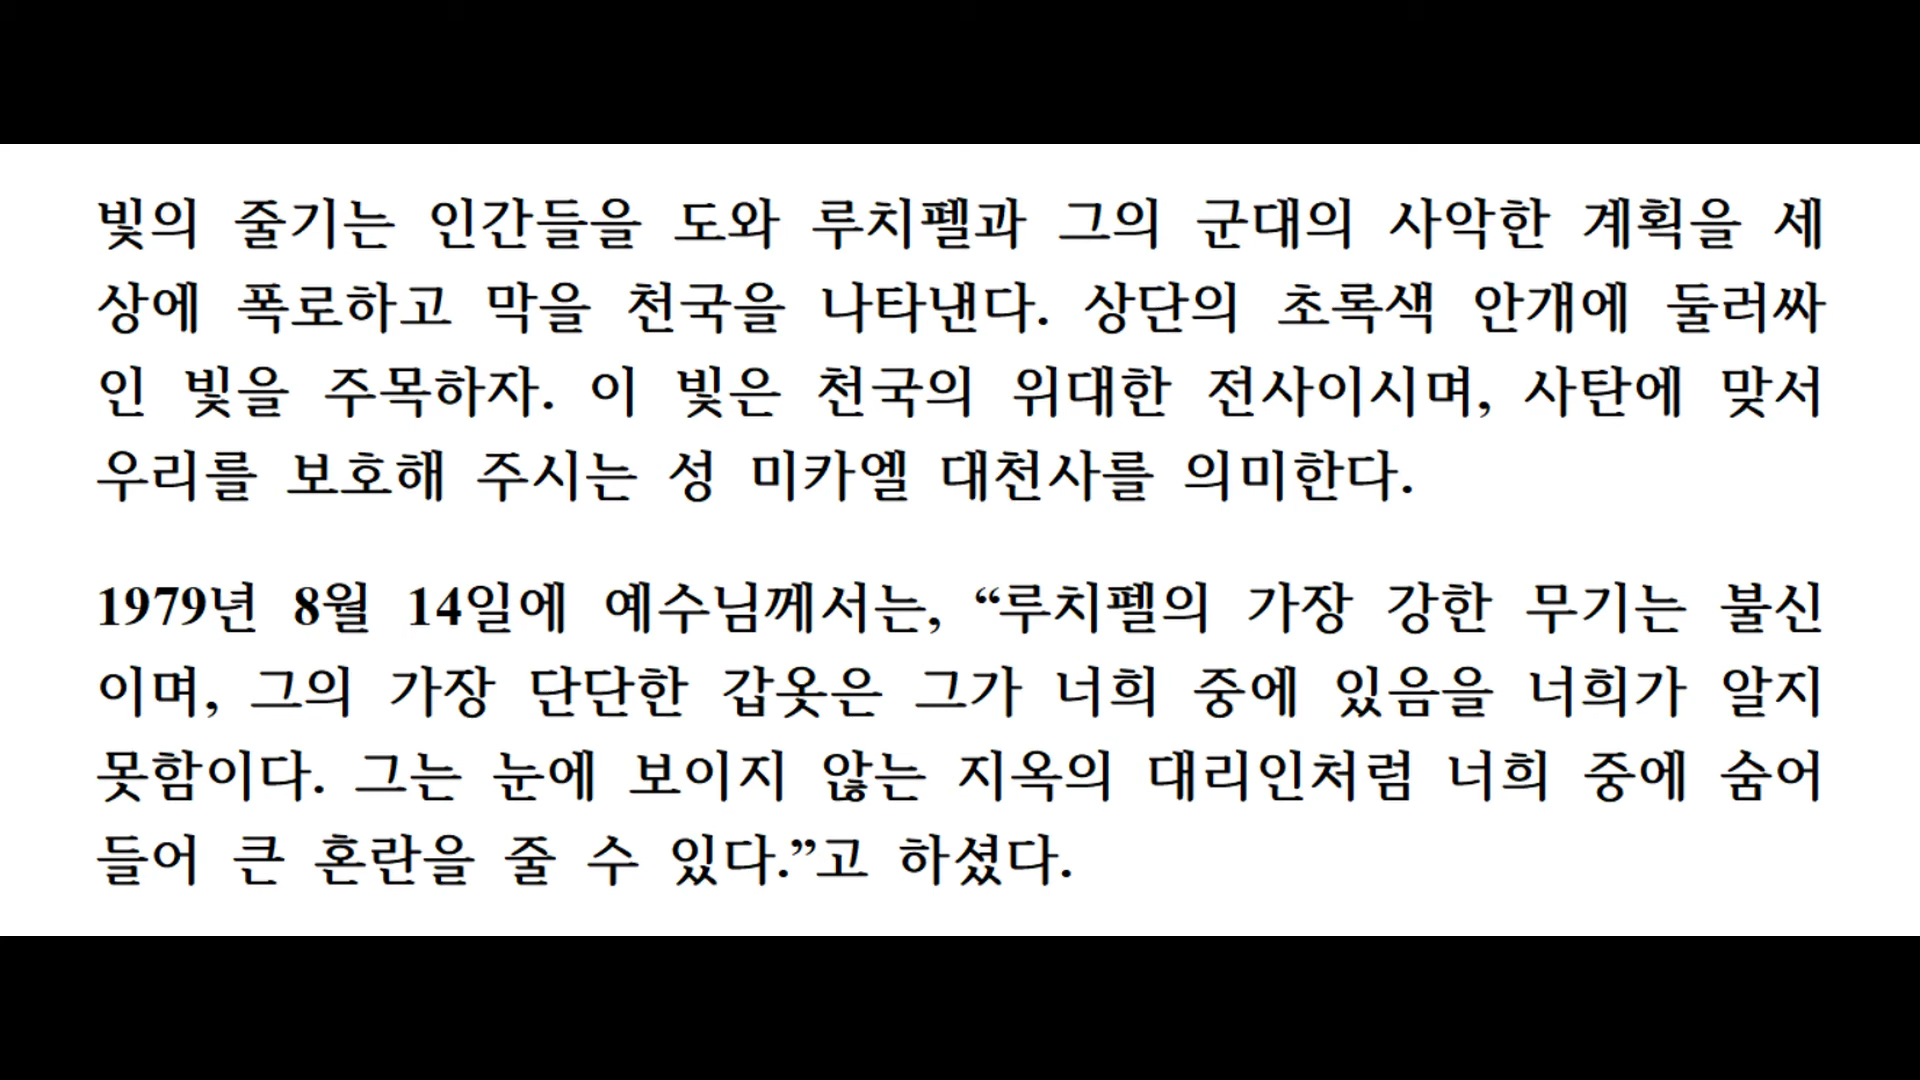 빛의 줄기는 인간들을 도와 루치펠과 그의 군대의 사악한 계획을 세
상에 폭로하고 막을 천국을 나타낸다. 상단의 초록색 안개에 둘러싸
인 빛을 주목하자. 이 빛은 천국의 위대한 전사이시며, 사탄에 맞서
우리를 보호해 주시는 성 미카엘 대천사를 의미한다.
1979년 8월 14일에 예수님께서는, “루치펠의 가장 강한 무기는 불신
이며, 그의 가장 단단한 갑옷은 그가 너희 중에 있음을 너희가 알지
못함이다. 그는 눈에 보이지 않는 지옥의 대리인처럼 너희 중에 숨어
들어 큰 혼란을 줄 수 있다.”고 하셨다.